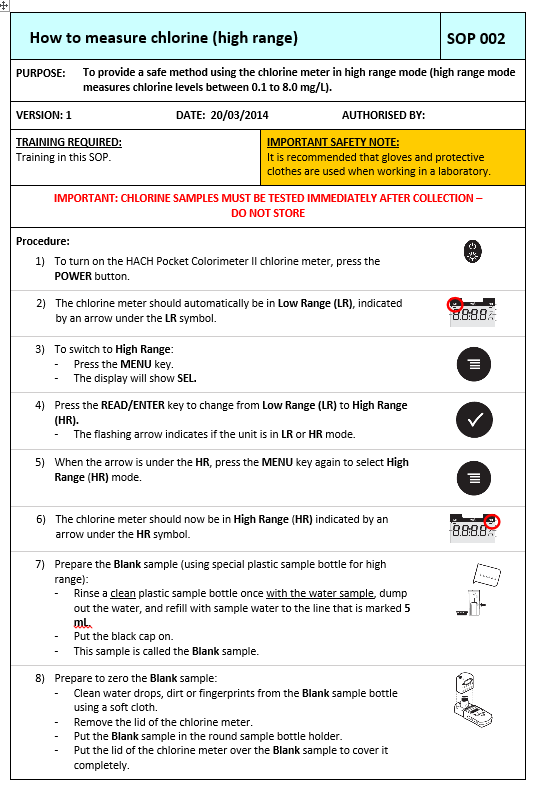 How to measure chlorine (high range)
SOP 002
PURPOSE: To provide a safe method using the chlorine meter in high range mode (high range mode
measures chlorine levels between 0.1 to 8.0 mg/L).
VERSION: 1 DATE: 20/03/2014 AUTHORISED BY:
TRAINING REQUIRED:
Training in this SOP.
IMPORTANT SAFETY NOTE:
It is recommended that gloves and protective
clothes are used when working in a laboratory.
IMPORTANT: CHLORINE SAMPLES MUST BE TESTED IMMEDIATELY AFTER COLLECTION –
DO NOT STORE
Procedure:
1) To turn on the HACH Pocket Colorimeter II chlorine meter, press the
POWER button.
2) The chlorine meter should automatically be in Low Range (LR), indicated
by an arrow under the LR symbol.
8.8.8.8
3) To switch to High Range:
- Press the MENU key.
- The display will show SEL.
4) Press the READ/ENTER key to change from Low Range (LR) to High Range
(HR).
- The flashing arrow indicates if the unit is in LR or HR mode.
5) When the arrow is under the HR, press the MENU key again to select High
Range (HR) mode.
6) The chlorine meter should now be in High Range (HR) indicated by an
arrow under the HR symbol.
8.8.8.8
7) Prepare the Blank sample (using special plastic sample bottle for high
range):
- Rinse a clean plastic sample bottle once with the water sample, dump
out the water, and refill with sample water to the line that is marked 5
mL.
- Put the black cap on.
- This sample is called the Blank sample.
8) Prepare to zero the Blank sample:
- Clean water drops, dirt or fingerprints from the Blank sample bottle
using a soft cloth.
- Remove the lid of the chlorine meter.
- Put the Blank sample in the round sample bottle holder.
- Put the lid of the chlorine meter over the Blank sample to cover it
completely.